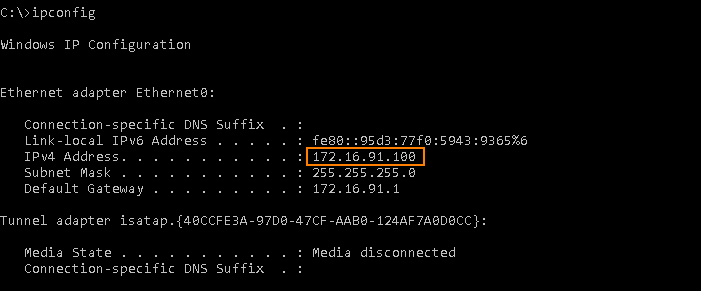 C:\>ipconfig
Windows IP Configuration
Ethernet adapter Ethernet0:
Connection-specific DNS Suffix  . :
Link-local IPv6 Address . . . . . : fe80::95d3:77f0:5943:9365%6
IPv4 Address. . . . . . . . . . . : 172.16.91.100
Subnet Mask . . . . . . . . . . . : 255.255.255.0
Default Gateway . . . . . . . . . : 172.16.91.1
Tunnel adapter isatap.{40CCFE3A-97D0-47CF-AAB0-124AF7A0D0CC}:
Media State . . . . . . . . . . . : Media disconnected
Connection-specific DNS Suffix  . :